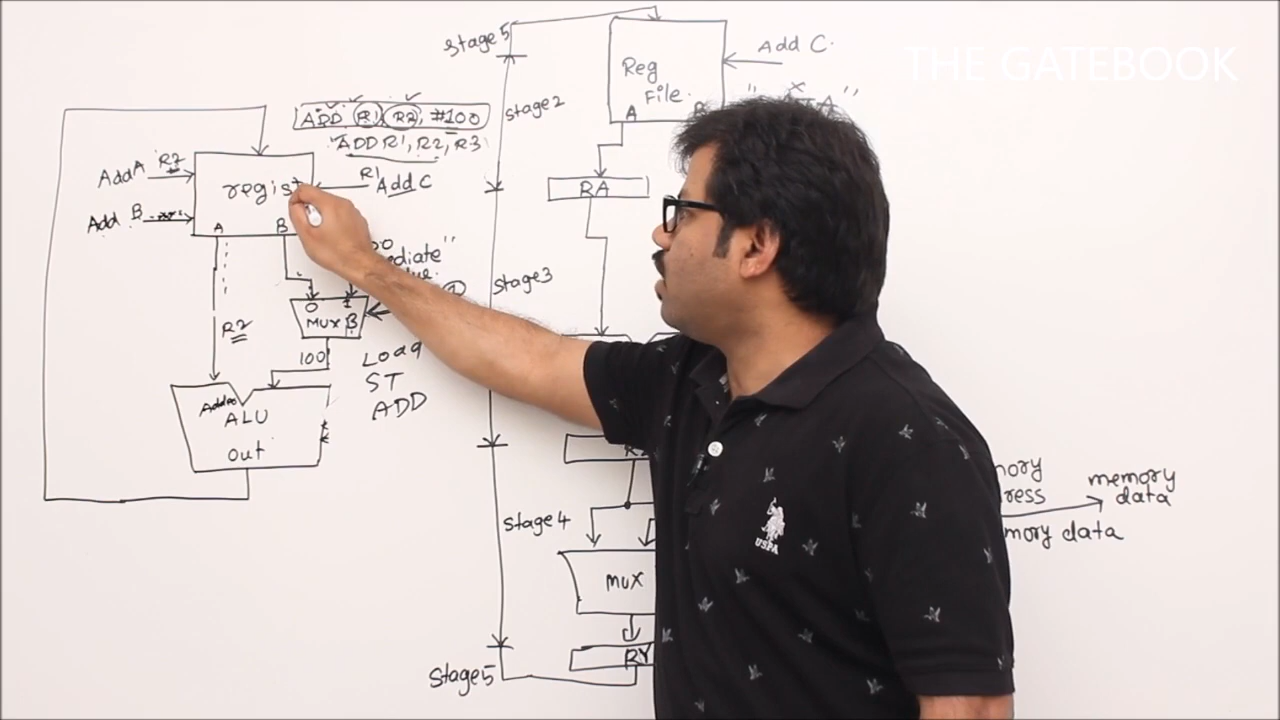 THE GATEBOOK
Stage5
Add C.
Reg
File.
A
Stage2
ADD R1, R2, #100
"ADD R1, R2, R3
Add A R2
regist
R1
Add C
Add B
A B
RA
Stage3
0 1
MUX B
R2
100
Load
ST
ADD
ALU
out
Stage4
MUX
RY
Stage5
memory
data
memory data
USPA